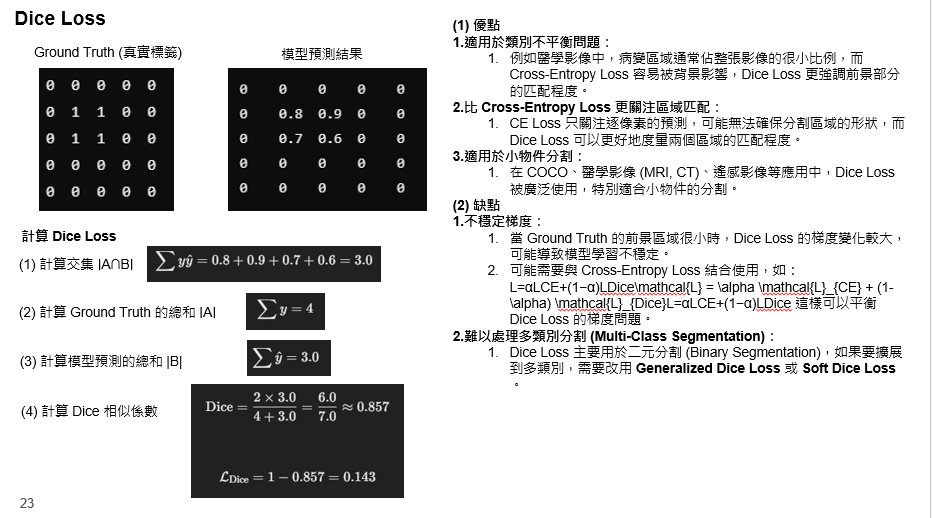 Dice Loss
Ground Truth (真實標籤)
0 0 0 0 0
0 1 1 0 0
0 1 1 0 0
0 0 0 0 0
0 0 0 0 0
模型預測結果
0 0 0 0 0
0 0.8 0.9 0 0
0 0.7 0.6 0 0
0 0 0 0 0
0 0 0 0 0
計算 Dice Loss
(1) 計算交集 |A∩B|
∑yŷ = 0.8 + 0.9 + 0.7 + 0.6 = 3.0
(2) 計算 Ground Truth 的總和 |A|
∑y = 4
(3) 計算模型預測的總和 |B|
∑ŷ = 3.0
(4) 計算 Dice 相似係數
Dice = 2 × 3.0 / 4 + 3.0 = 6.0 / 7.0 ≈ 0.857
ℒDice = 1 − 0.857 = 0.143
23
(1) 優點
1.適用於類別不平衡問題：
1. 例如醫學影像中，病變區域通常佔整張影像的很小比例，而
Cross-Entropy Loss 容易被背景影響，Dice Loss 更強調前景部分
的匹配程度。
2.比 Cross-Entropy Loss 更關注區域匹配：
1. CE Loss 只關注逐像素的預測，可能無法確保分割區域的形狀，而
Dice Loss 可以更好地度量兩個區域的匹配程度。
3.適用於小物件分割：
1. 在 COCO、醫學影像 (MRI, CT)、遙感影像等應用中，Dice Loss
被廣泛使用，特別適合小物件的分割。
(2) 缺點
1.不穩定梯度：
1. 當 Ground Truth 的前景區域很小時，Dice Loss 的梯度變化較大，
可能導致模型學習不穩定。
2. 可能需要與 Cross-Entropy Loss 結合使用，如：
L=αLCE+(1−α)LDice\mathcal{L} = \alpha \mathcal{L}_{CE} + (1-
\alpha) \mathcal{L}_{Dice}L=αLCE+(1−α)LDice 這樣可以平衡
Dice Loss 的梯度問題。
2.難以處理多類別分割 (Multi-Class Segmentation)：
1. Dice Loss 主要用於二元分割 (Binary Segmentation)，如果要擴展
到多類別，需要改用 Generalized Dice Loss 或 Soft Dice Loss
。